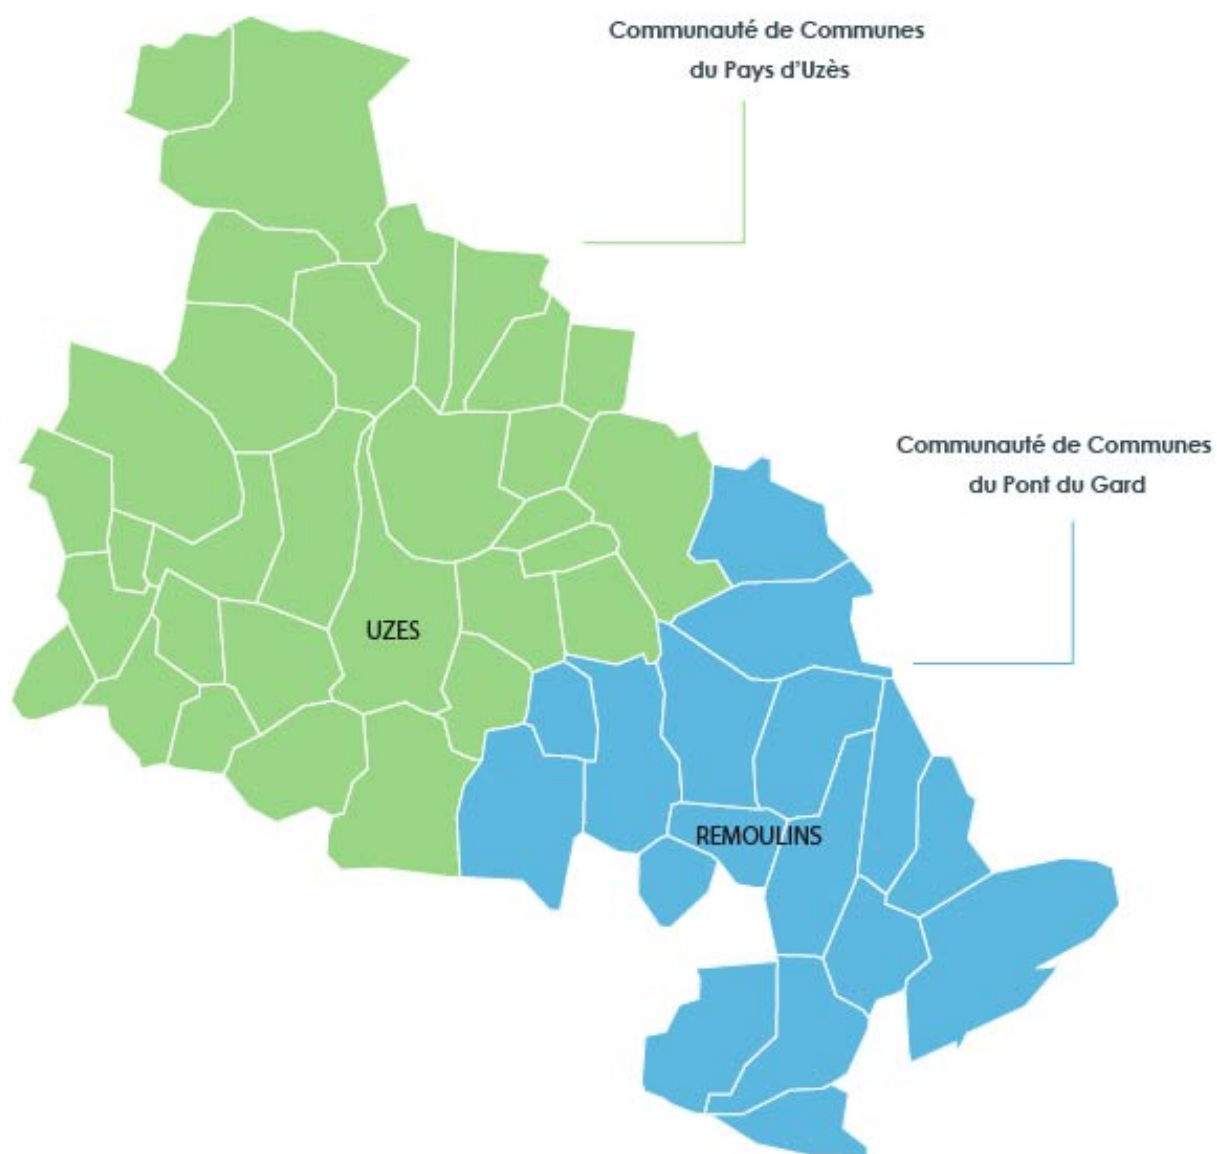 Communauté de Communes
du Pays d'Uzès
Communauté de Communes
du Pont du Gard
UZES
REMOULINS